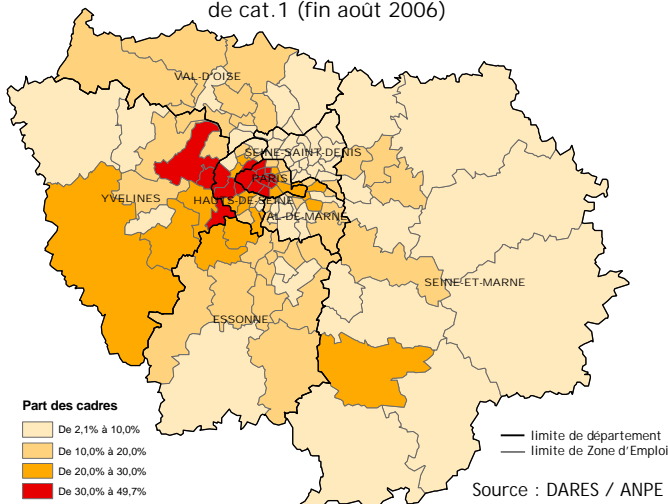 de cat.1 (fin août 2006)
VAL-D'OISE
SEINE-SAINT-DENIS
PARIS
YVELINES
HAUTS-DE-SEINE
VAL-DE-MARNE
SEINE-ET-MARNE
ESSONNE
Part des cadres
De 2,1% à 10,0%
De 10,0% à 20,0%
De 20,0% à 30,0%
De 30,0% à 49,7%
limite de département
limite de Zone d'Emploi
Source : DARES / ANPE